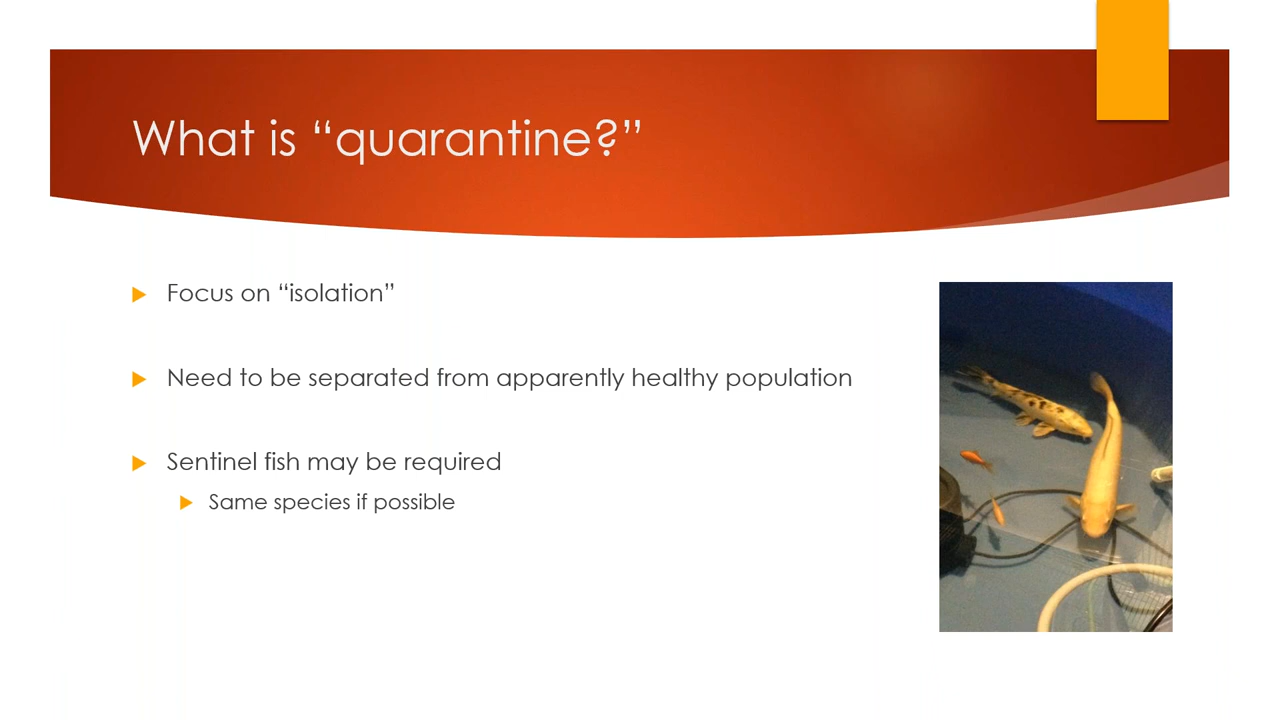 What is “quarantine?”
Focus on “isolation”
Need to be separated from apparently healthy population
Sentinel fish may be required
Same species if possible